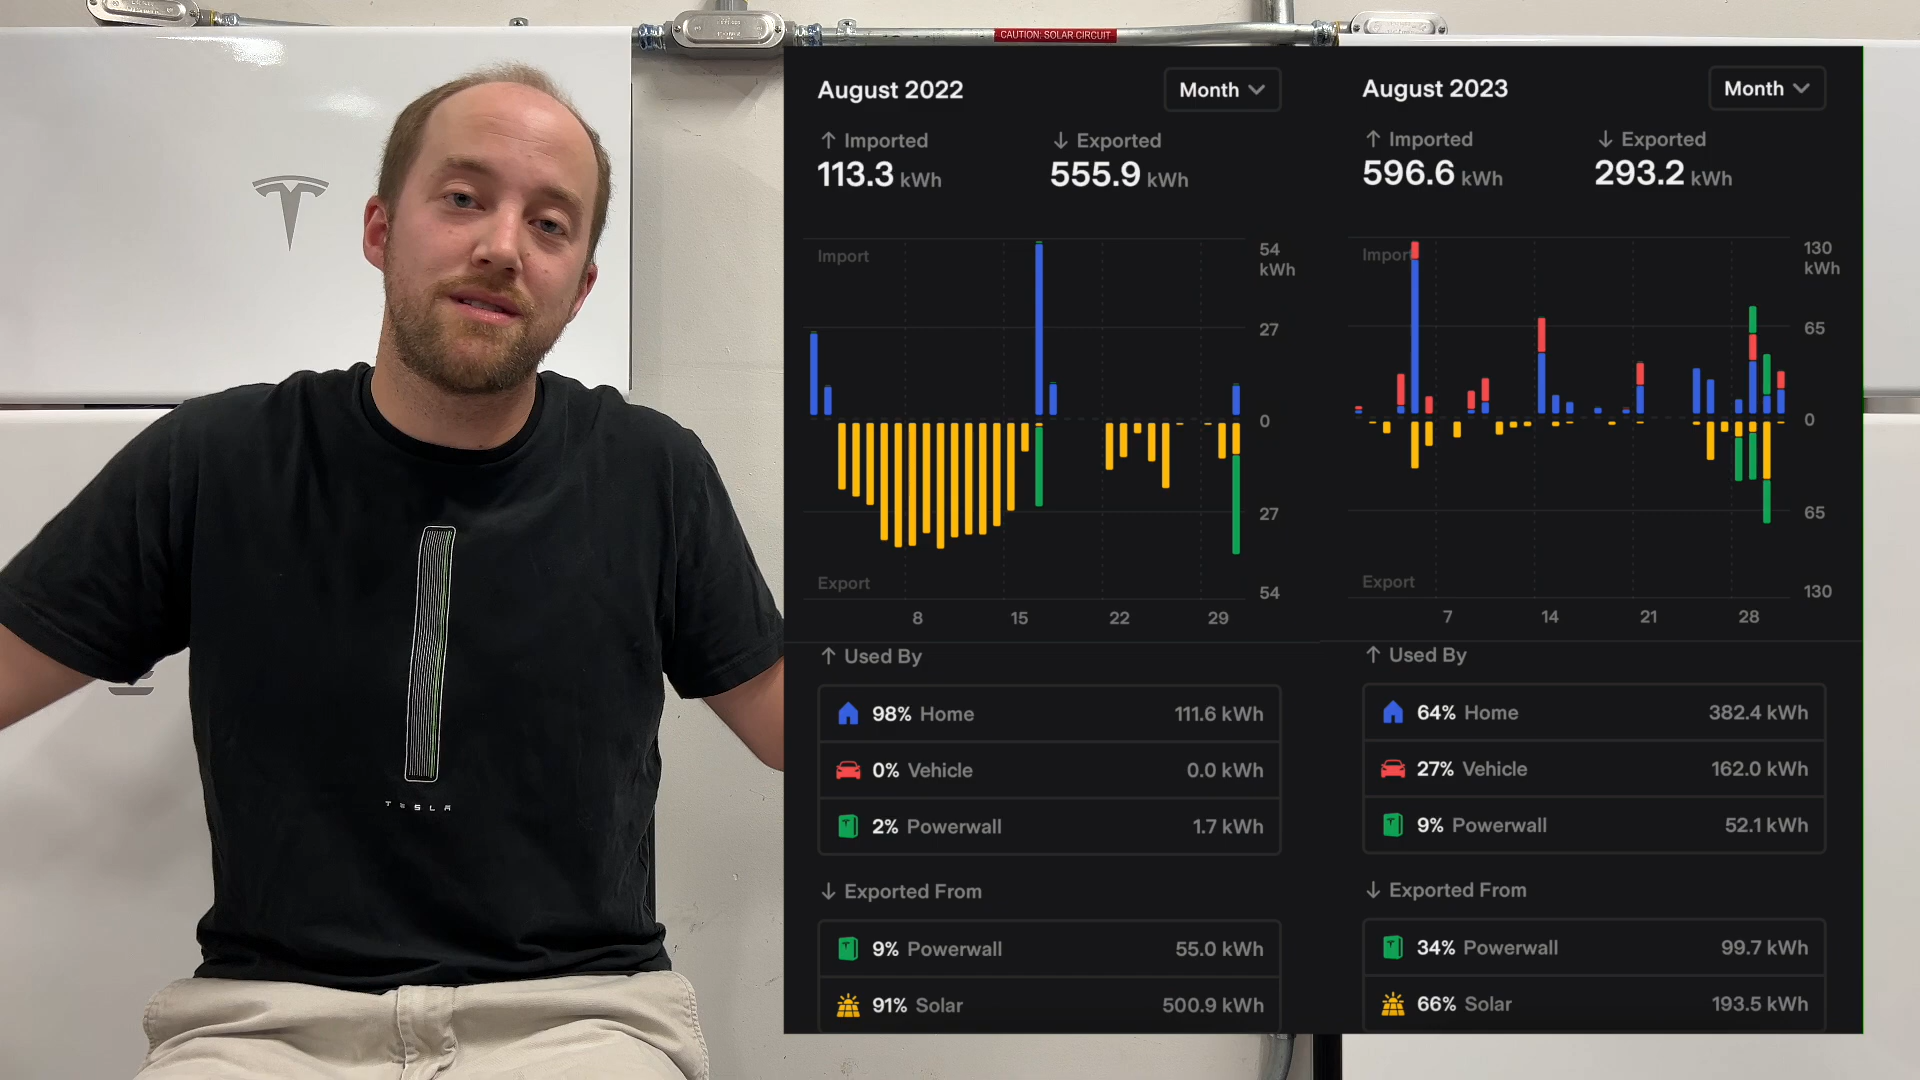 CAUTION: SOLAR CIRCUIT
TESLA
August 2022
Month
↑ Imported
↓ Exported
113.3 kWh
555.9 kWh
Import
54
kWh
27
0
27
Export
54
8
15
22
29
↑ Used By
98% Home
111.6 kWh
0% Vehicle
0.0 kWh
2% Powerwall
1.7 kWh
↓ Exported From
9% Powerwall
55.0 kWh
91% Solar
500.9 kWh
August 2023
Month
↑ Imported
↓ Exported
596.6 kWh
293.2 kWh
Import
130
kWh
65
0
65
Export
130
7
14
21
28
↑ Used By
64% Home
382.4 kWh
27% Vehicle
162.0 kWh
9% Powerwall
52.1 kWh
↓ Exported From
34% Powerwall
99.7 kWh
66% Solar
193.5 kWh